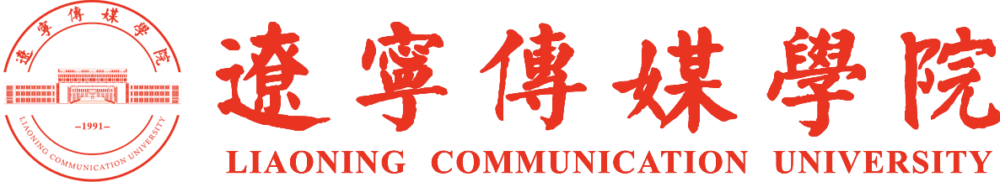 遼寧傳媒學院
–1991–
LIAONING COMMUNICATION UNIVERSITY
遼寧傳媒學院
LIAONING COMMUNICATION UNIVERSITY